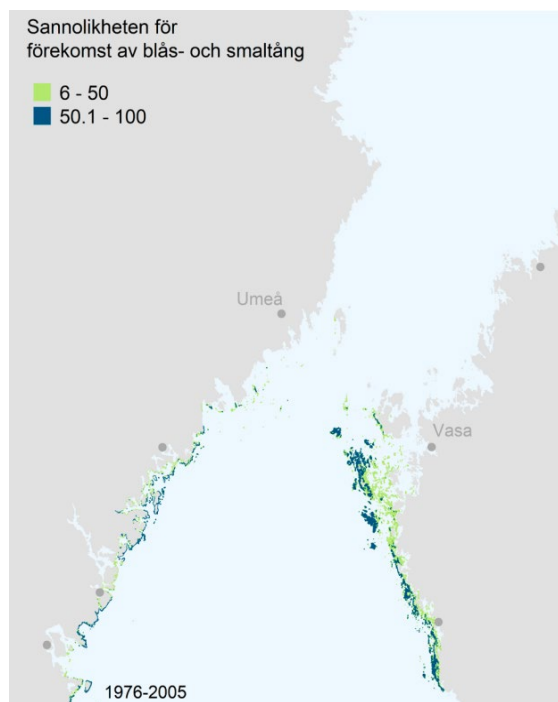 Sannolikheten för
förekomst av blås- och smaltång
6 - 50
50.1 - 100
Umeå
Vasa
1976-2005